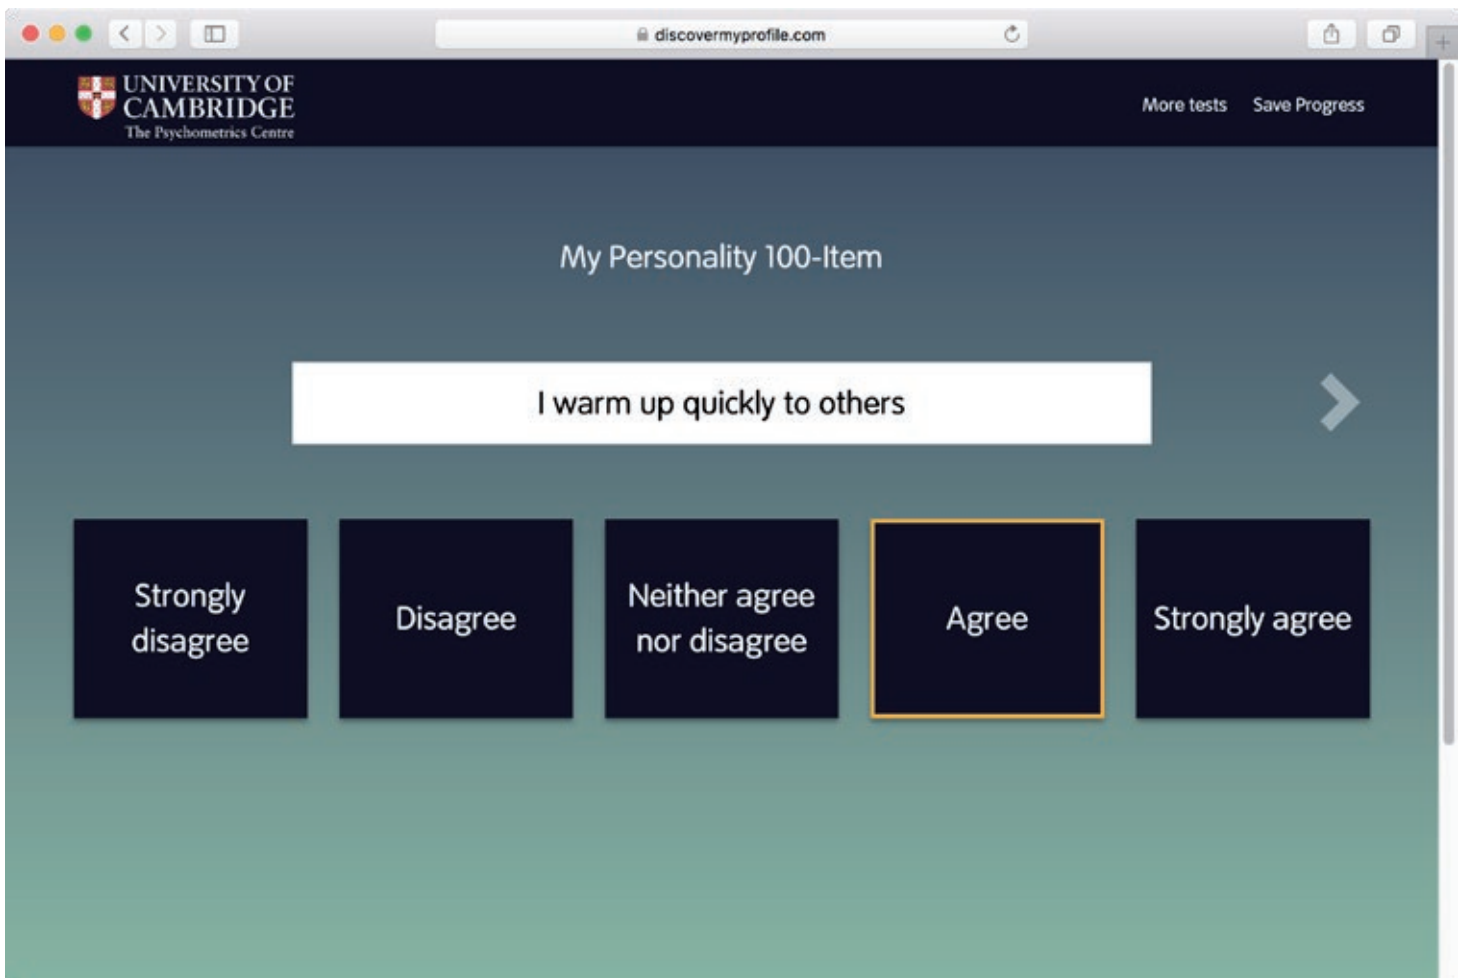 discovermyprofile.com
UNIVERSITY OF
CAMBRIDGE
The Psychometrics Centre
More tests Save Progress
My Personality 100-Item
I warm up quickly to others
Strongly
disagree
Disagree
Neither agree
nor disagree
Agree
Strongly agree